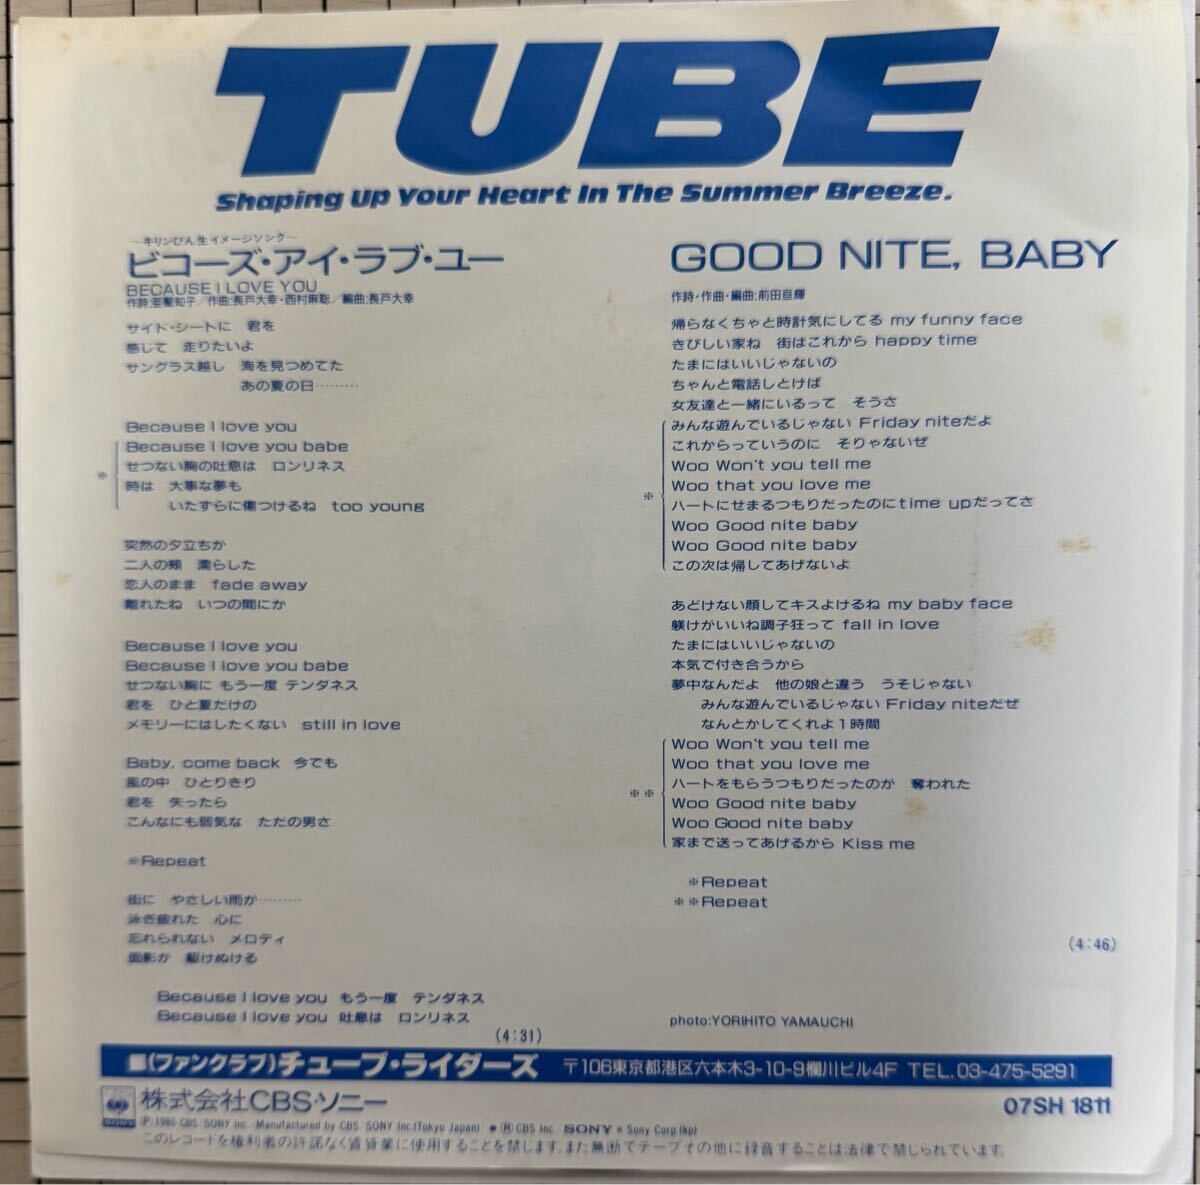 TUBE
Shaping Up Your Heart In The Summer Breeze.
～キリンびん生イメージソング～
ビコーズ・アイ・ラブ・ユー
BECAUSE I LOVE YOU
作詩:亜蘭知子／作曲:長戸大幸・西村麻聡／編曲:長戸大幸
サイド・シートに　君を
感じて　走りたいよ
サングラス越し　海を見つめてた
あの夏の日………
Because I love you
Because I love you babe
せつない胸の吐息は　ロンリネス
※ 時は　大事な夢も
いたずらに傷つけるね　too young
突然の夕立ちが
二人の頬　濡らした
恋人のまま　fade away
離れたね　いつの間にか
Because I love you
Because I love you babe
せつない胸に もう一度 テンダネス
君を　ひと夏だけの
メモリーにはしたくない　still in love
Baby, come back　今でも
風の中　ひとりきり
君を　失ったら
こんなにも弱気な　ただの男さ
※Repeat
街に　やさしい雨が………
泳ぎ疲れた　心に
忘れられない　メロディ
面影が　駆けぬける
Because I love you　もう一度　テンダネス
Because I love you　吐息は　ロンリネス
(4:31)
GOOD NITE, BABY
作詩・作曲・編曲:前田亘輝
帰らなくちゃと時計気にしてる my funny face
きびしい家ね　街はこれから happy time
たまにはいいじゃないの
ちゃんと電話しとけば
女友達と一緒にいるって　そうさ
みんな遊んでいるじゃない Friday niteだよ
これからっていうのに　そりゃないぜ
Woo Won't you tell me
Woo that you love me
※ ハートにせまるつもりだったのにtime upだってさ
Woo Good nite baby
Woo Good nite baby
この次は帰してあげないよ
あどけない顔してキスよけるね my baby face
躾けがいいね調子狂って fall in love
たまにはいいじゃないの
本気で付き合うから
夢中なんだよ　他の娘と違う　うそじゃない
みんな遊んでいるじゃない Friday niteだぜ
なんとかしてくれよ１時間
Woo Won't you tell me
Woo that you love me
ハートをもらうつもりだったのが　奪われた
※※ Woo Good nite baby
Woo Good nite baby
家まで送ってあげるから Kiss me
※Repeat
※※Repeat
(4:46)
photo:YORIHITO YAMAUCHI
■(ファンクラブ)チューブ・ライダーズ　〒106東京都港区六本木3-10-9欄川ビル4F TEL.03-475-5291
SONY 株式会社CBS・ソニー
07SH 1811
Ⓟ 1986 CBS/SONY Inc. Manufactured by CBS/SONY Inc.(Tokyo Japan) ● Ⓡ CBS Inc. SONY ® Sony Corp.(kp)
このレコードを権利者の許諾なく賃貸業に使用することを禁じます。また無断でテープその他に録音することは法律で禁じられています。